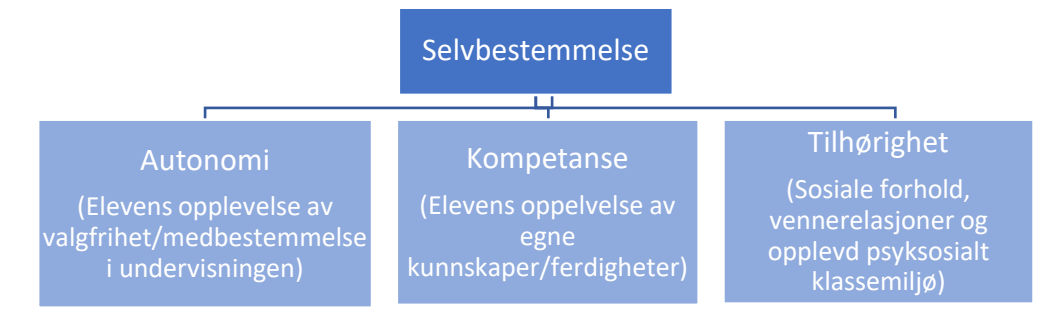 Selvbestemmelse
Autonomi
(Elevens opplevelse av
valgfrihet/medbestemmelse
i undervisningen)
Kompetanse
(Elevens oppelvelse av
egne
kunnskaper/ferdigheter)
Tilhørighet
(Sosiale forhold,
vennerelasjoner og
opplevd psyksosialt
klassemiljø)